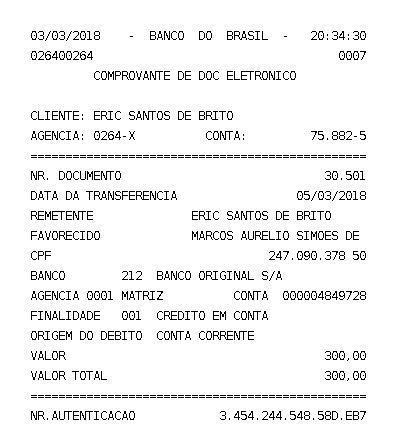 03/03/2018 - BANCO DO BRASIL - 20:34:30
026400264 0007
COMPROVANTE DE DOC ELETRONICO
CLIENTE: ERIC SANTOS DE BRITO
AGENCIA: 0264-X CONTA: 75.882-5
================================================
NR. DOCUMENTO 30.501
DATA DA TRANSFERENCIA 05/03/2018
REMETENTE ERIC SANTOS DE BRITO
FAVORECIDO MARCOS AURELIO SIMOES DE
CPF 247.090.378 50
BANCO 212 BANCO ORIGINAL S/A
AGENCIA 0001 MATRIZ CONTA 000004849728
FINALIDADE 001 CREDITO EM CONTA
ORIGEM DO DEBITO CONTA CORRENTE
VALOR 300,00
VALOR TOTAL 300,00
================================================
NR.AUTENTICACAO 3.454.244.548.58D.EB7